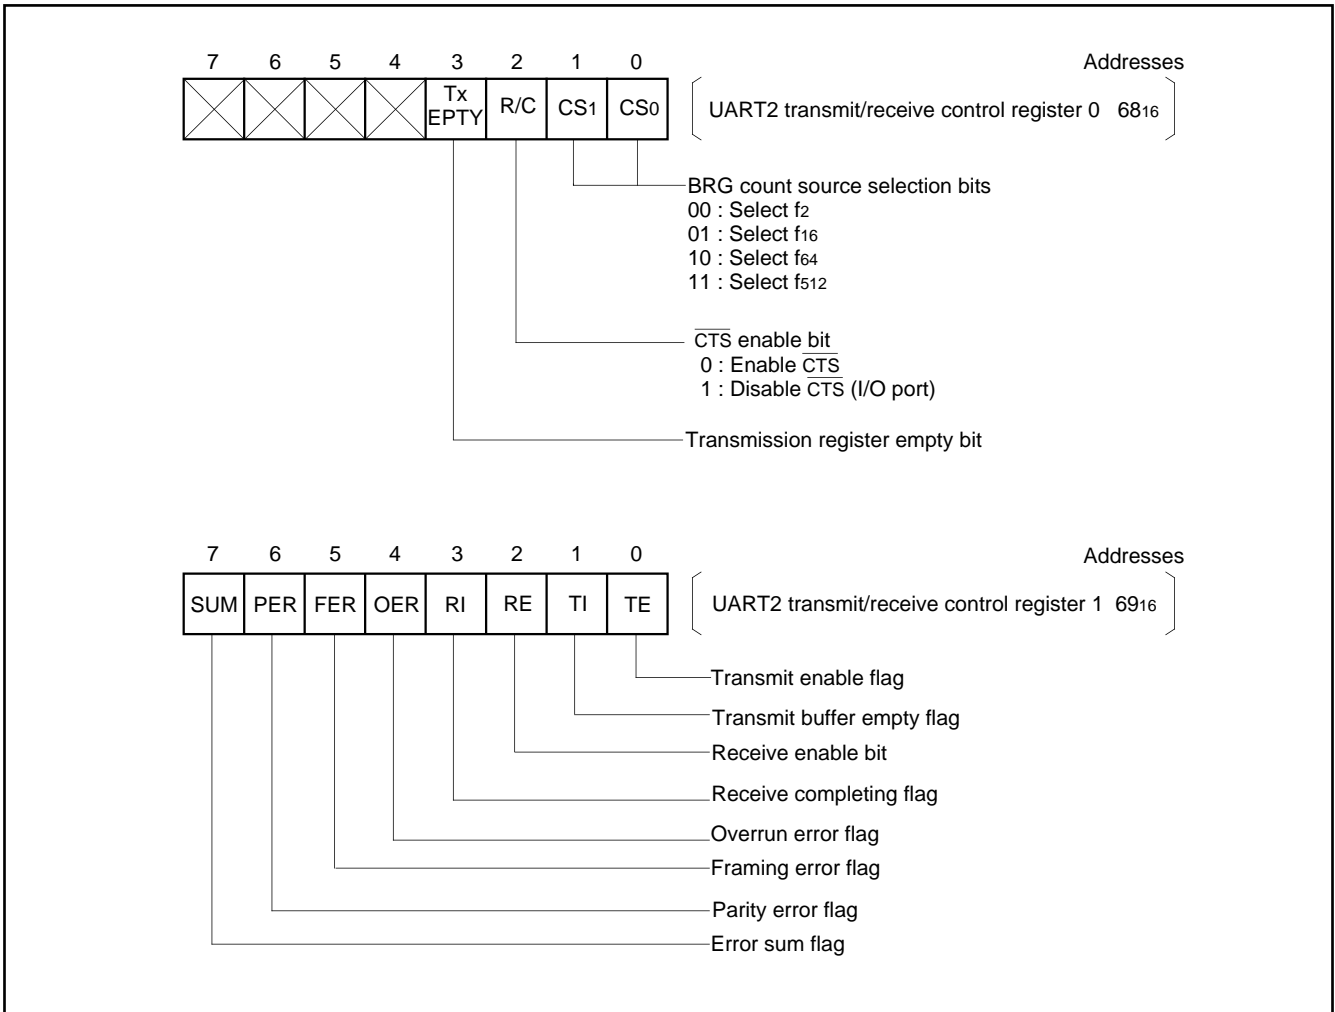 7 6 5 4 3 2 1 0 Addresses
Tx EPTY R/C CS1 CS0 UART2 transmit/receive control register 0 6816
BRG count source selection bits
00 : Select f2
01 : Select f16
10 : Select f64
11 : Select f512
CTS enable bit
0 : Enable CTS
1 : Disable CTS (I/O port)
Transmission register empty bit
7 6 5 4 3 2 1 0 Addresses
SUM PER FER OER RI RE TI TE UART2 transmit/receive control register 1 6916
Transmit enable flag
Transmit buffer empty flag
Receive enable bit
Receive completing flag
Overrun error flag
Framing error flag
Parity error flag
Error sum flag